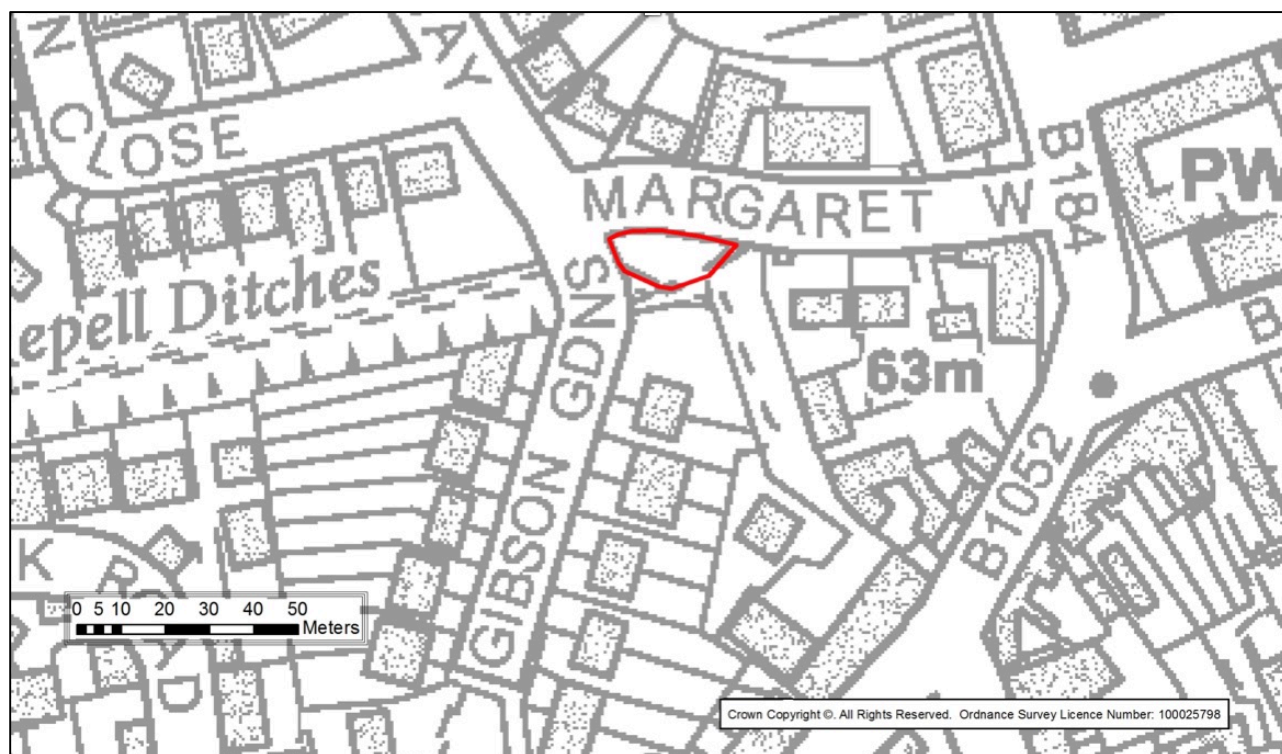 N CLOSE
AY
MARGARET W
B184
PW
epell Ditches
GIBSON GDNS
63m
B
B1052
K ROAD
0 5 10 20 30 40 50
Meters
Crown Copyright ©. All Rights Reserved. Ordnance Survey Licence Number: 100025798